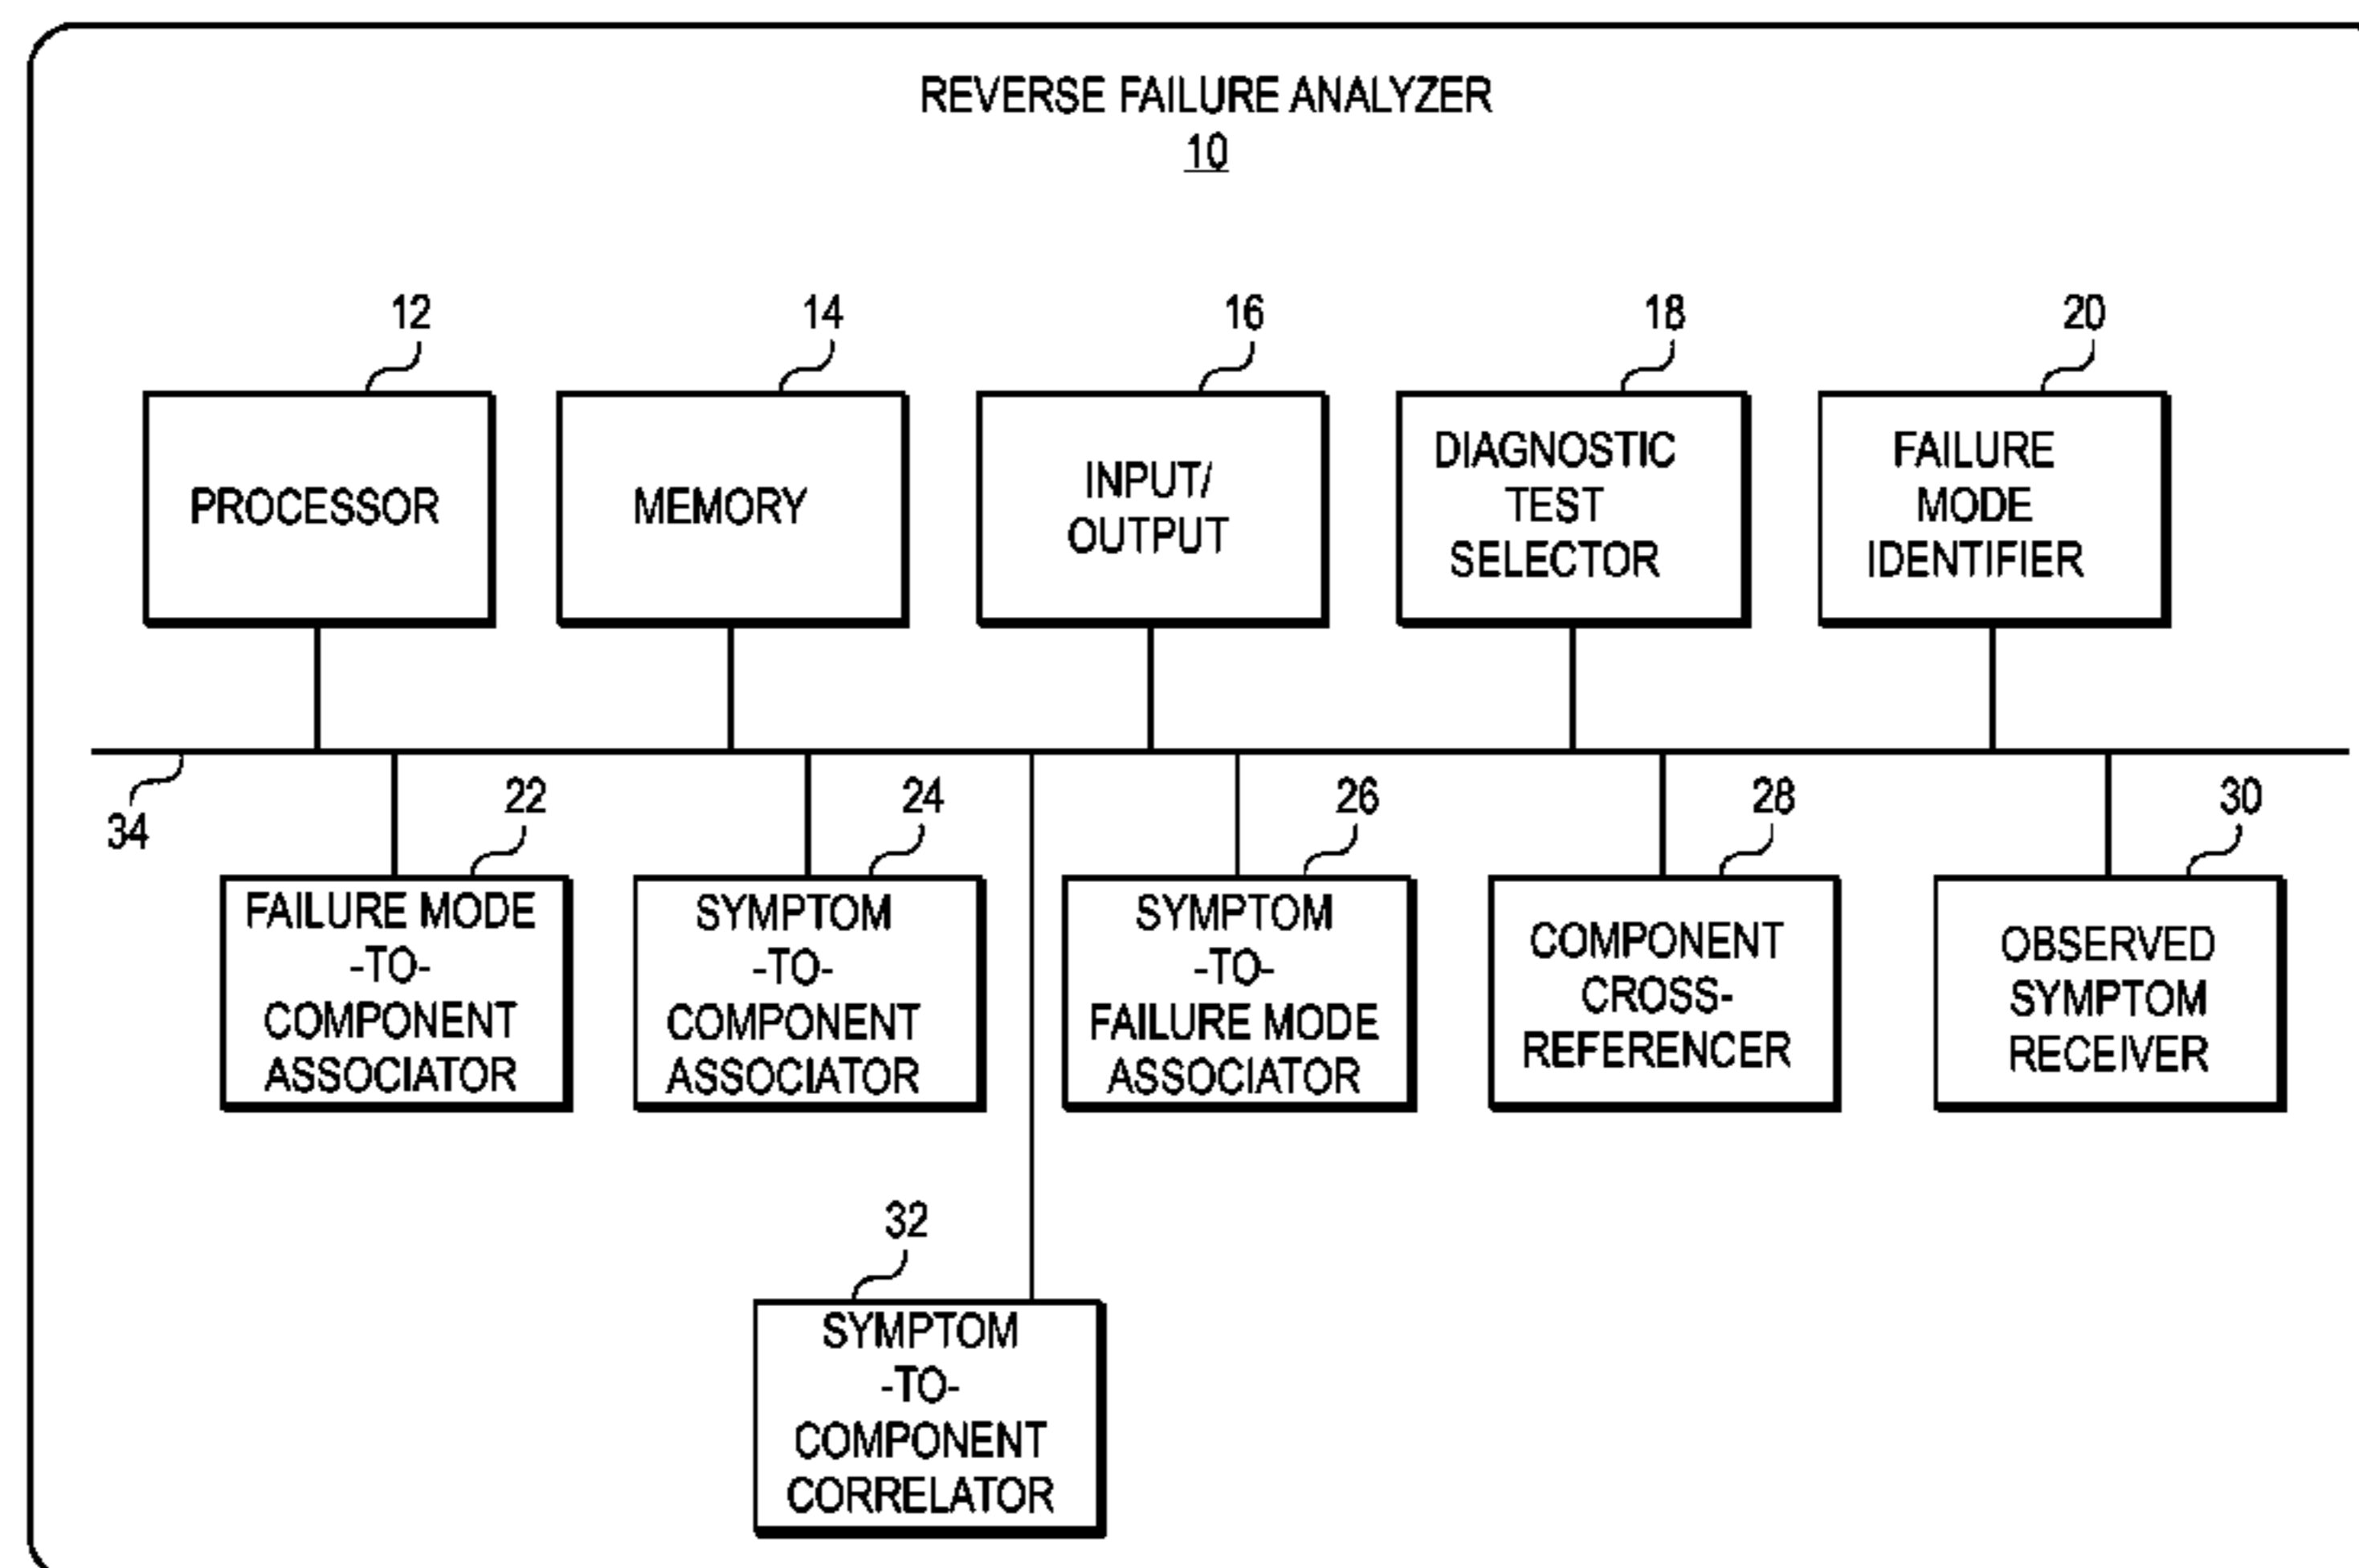 REVERSE FAILURE ANALYZER
10
12
14
16
18
20
PROCESSOR
MEMORY
INPUT/
OUTPUT
DIAGNOSTIC
TEST
SELECTOR
FAILURE
MODE
IDENTIFIER
34
22
24
26
28
30
FAILURE MODE
-TO-
COMPONENT
ASSOCIATOR
SYMPTOM
-TO-
COMPONENT
ASSOCIATOR
SYMPTOM
-TO-
FAILURE MODE
ASSOCIATOR
COMPONENT
CROSS-
REFERENCER
OBSERVED
SYMPTOM
RECEIVER
32
SYMPTOM
-TO-
COMPONENT
CORRELATOR